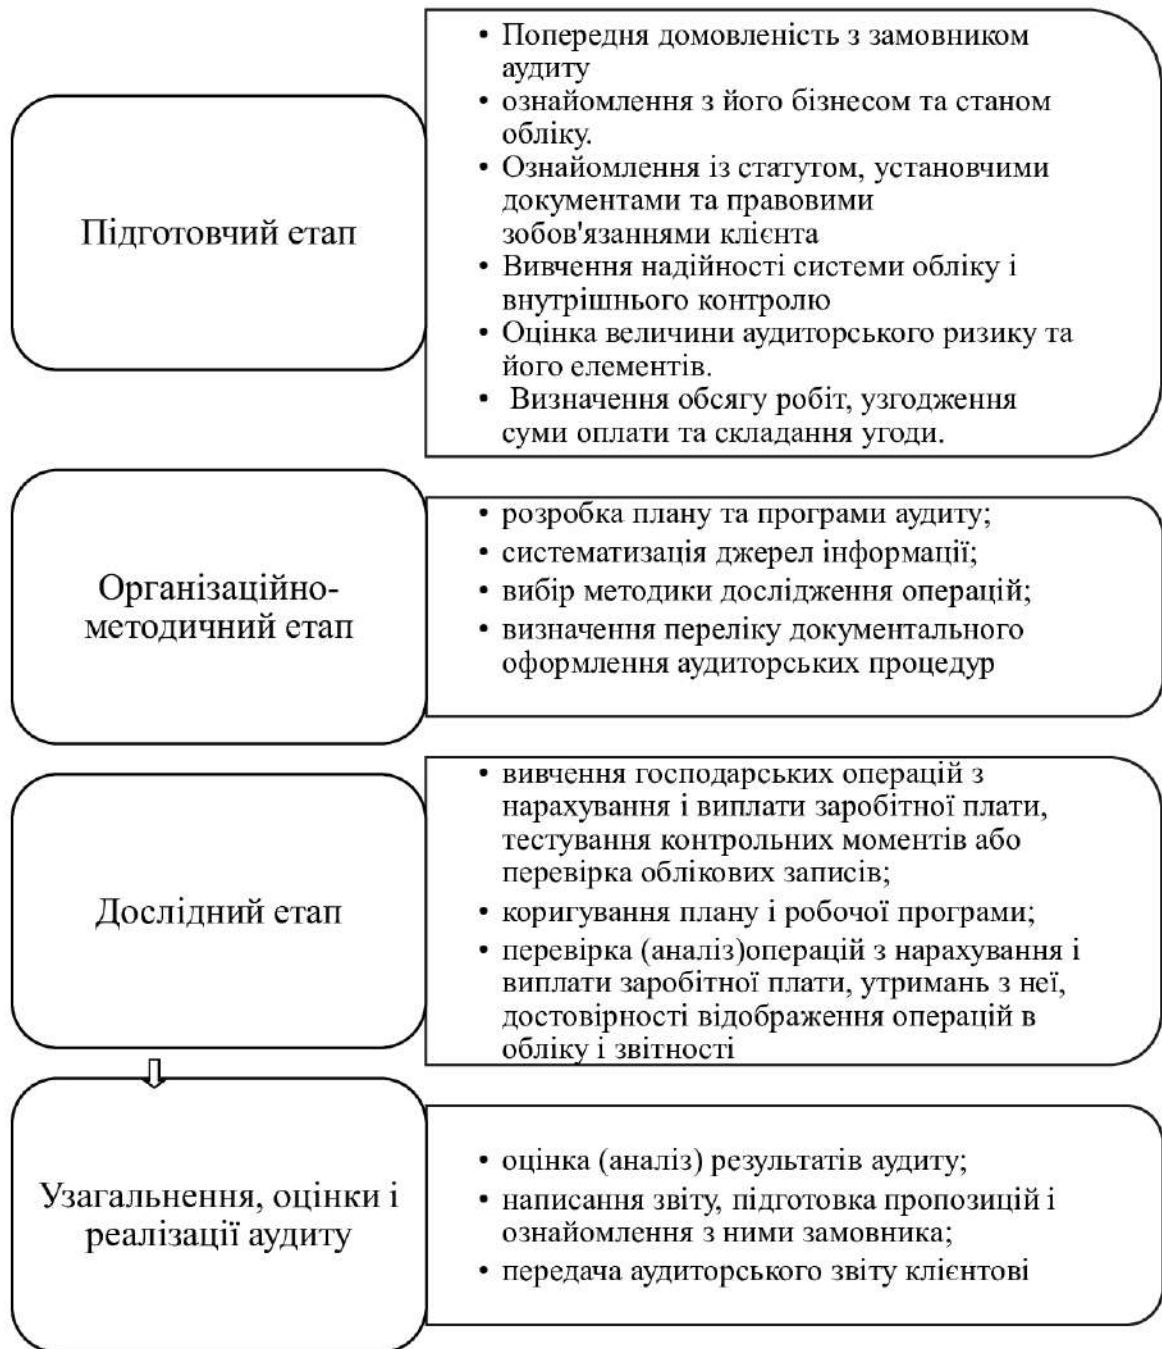 Підготовчий етап
• Попередня домовленість з замовником
аудиту
• ознайомлення з його бізнесом та станом
обліку.
• Ознайомлення із статутом, установчими
документами та правовими
зобов'язаннями клієнта
• Вивчення надійності системи обліку і
внутрішнього контролю
• Оцінка величини аудиторського ризику та
його елементів.
• Визначення обсягу робіт, узгодження
суми оплати та складання угоди.
Організаційно-
методичний етап
• розробка плану та програми аудиту;
• систематизація джерел інформації;
• вибір методики дослідження операцій;
• визначення переліку документального
оформлення аудиторських процедур
Дослідний етап
• вивчення господарських операцій з
нарахування і виплати заробітної плати,
тестування контрольних моментів або
перевірка облікових записів;
• коригування плану і робочої програми;
• перевірка (аналіз)операцій з нарахування і
виплати заробітної плати, утримань з неї,
достовірності відображення операцій в
обліку і звітності
Узагальнення, оцінки і
реалізації аудиту
• оцінка (аналіз) результатів аудиту;
• написання звіту, підготовка пропозицій і
ознайомлення з ними замовника;
• передача аудиторського звіту клієнтові